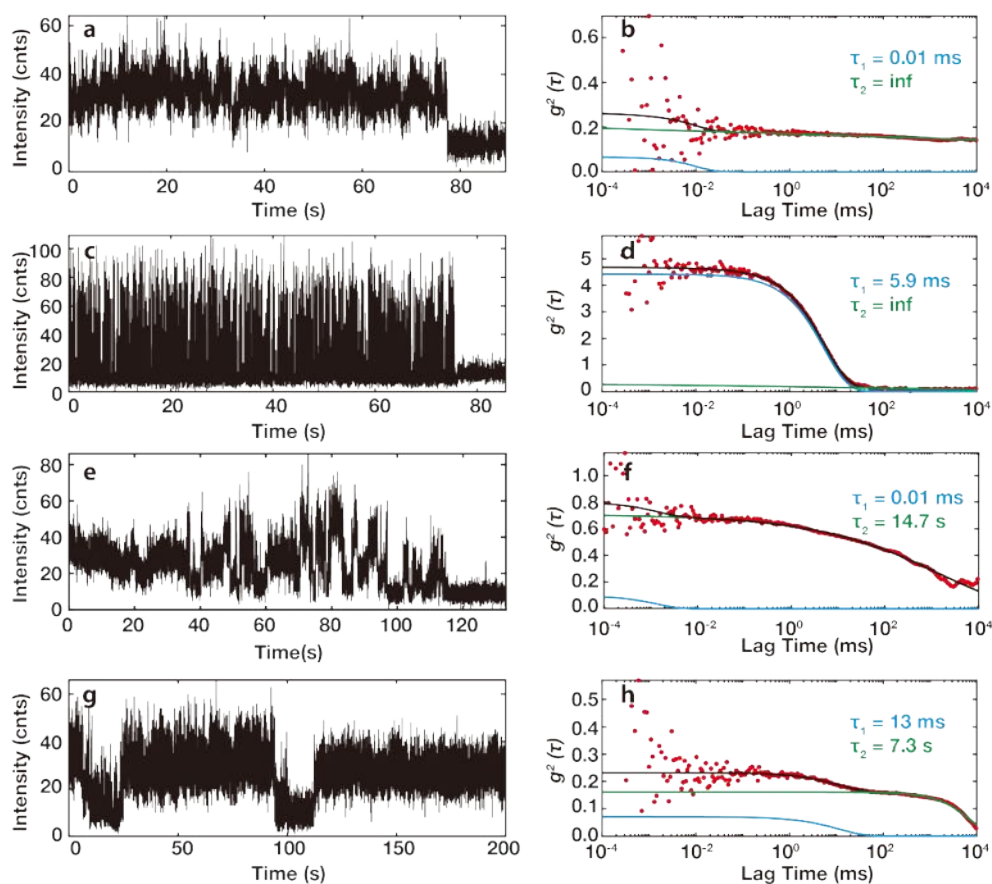 a
Intensity (cnts)
60
40
20
0
0
20
40
60
80
Time (s)
b
g² (τ)
0.6
0.4
0.2
0.0
τ₁ = 0.01 ms
τ₂ = inf
10⁻⁴
10⁻²
10⁰
10²
10⁴
Lag Time (ms)
c
Intensity (cnts)
100
80
60
40
20
0
0
20
40
60
80
Time (s)
d
g² (τ)
5
4
3
2
1
0
τ₁ = 5.9 ms
τ₂ = inf
10⁻⁴
10⁻²
10⁰
10²
10⁴
Lag Time (ms)
e
Intensity (cnts)
80
60
40
20
0
0
20
40
60
80
100
120
Time(s)
f
g² (τ)
1.0
0.8
0.6
0.4
0.2
0.0
τ₁ = 0.01 ms
τ₂ = 14.7 s
10⁻⁴
10⁻²
10⁰
10²
10⁴
Lag Time (ms)
g
Intensity (cnts)
60
40
20
0
50
100
150
200
Time (s)
h
g² (τ)
0.5
0.4
0.3
0.2
0.1
0.0
τ₁ = 13 ms
τ₂ = 7.3 s
10⁻⁴
10⁻²
10⁰
10²
10⁴
Lag Time (ms)